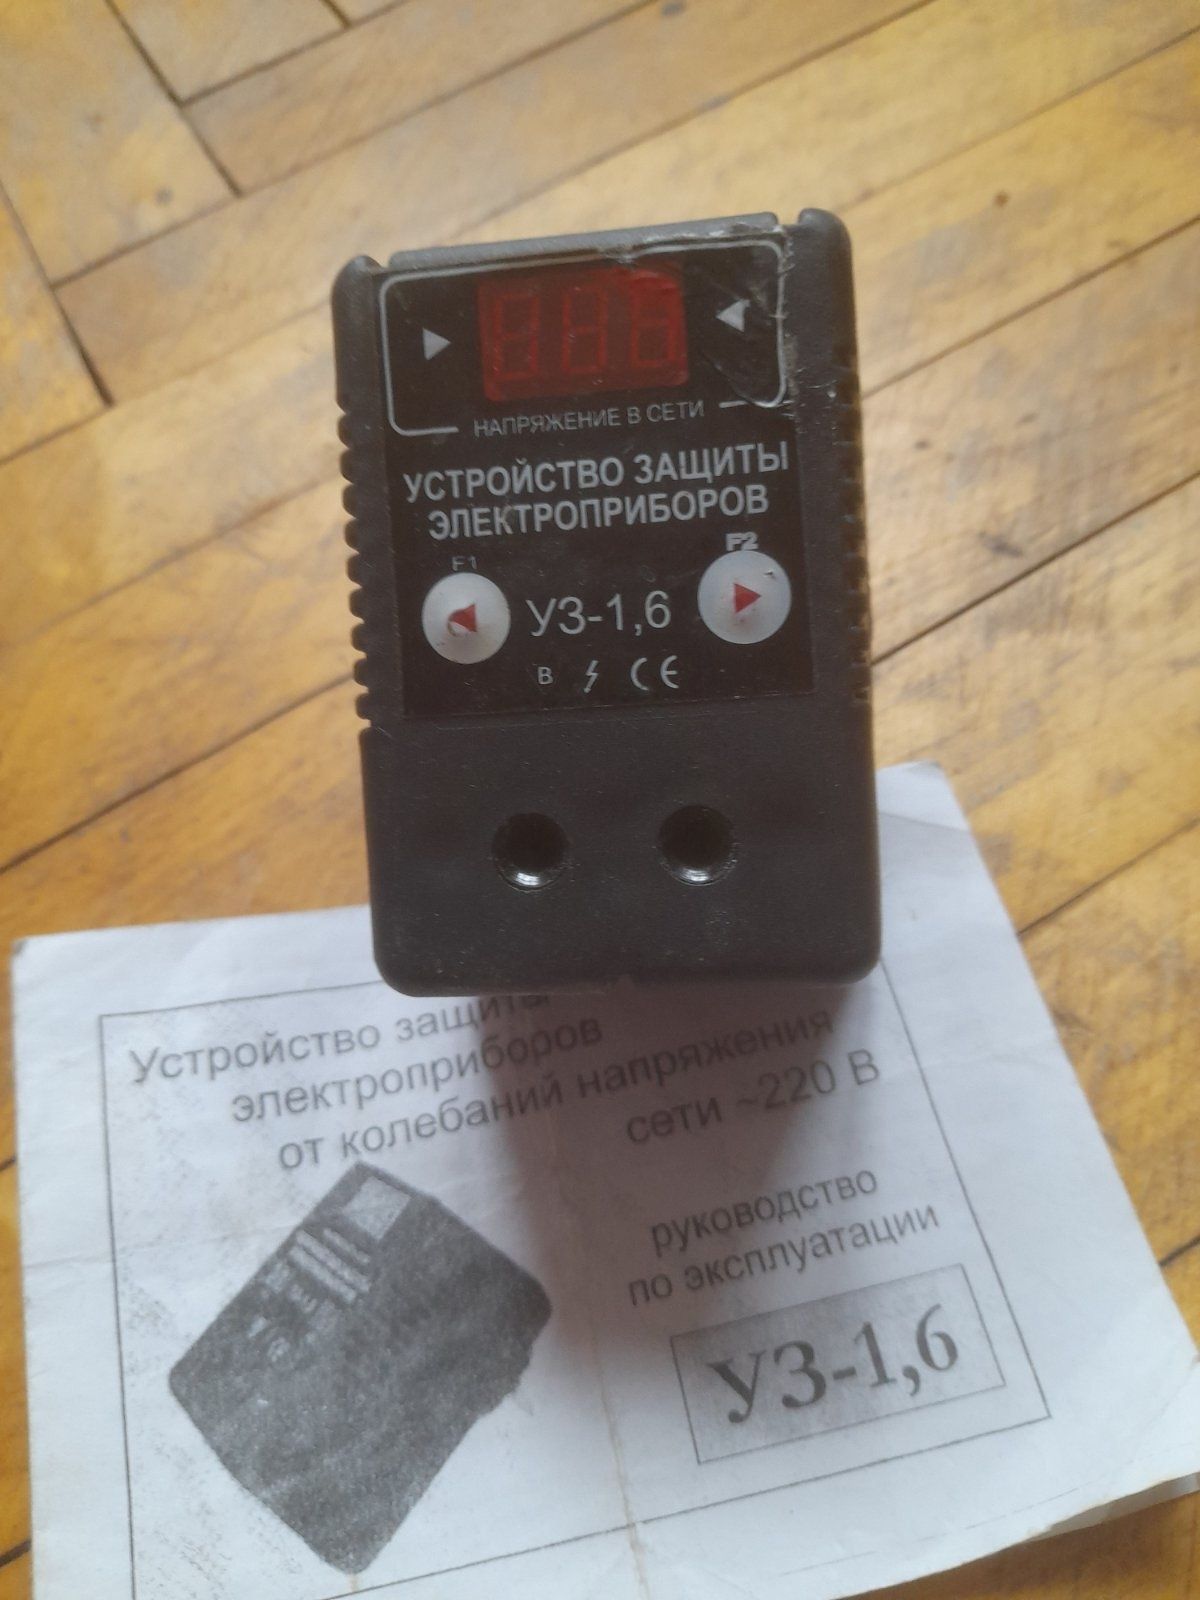 НАПРЯЖЕНИЕ В СЕТИ
УСТРОЙСТВО ЗАЩИТЫ
ЭЛЕКТРОПРИБОРОВ
F1
F2
УЗ-1,6
В CE
Устройство защиты
электроприборов
от колебаний напряжения
сети ~220 В
руководство
по эксплуатации
УЗ-1,6